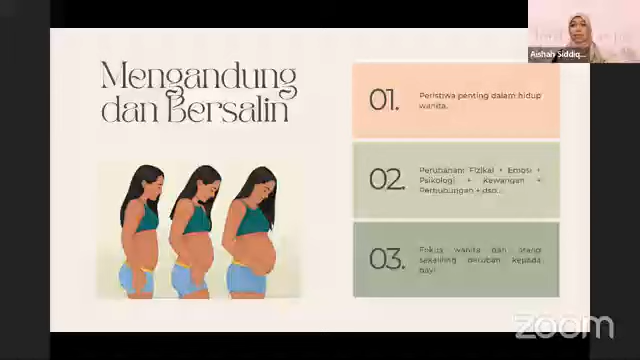 Mengandung
dan Bersalin
01.
Peristiwa penting dalam hidup
wanita.
02.
Perubahan: Fizikal + Emosi +
Psikologi + Kewangan +
Perhubungan + dso...
03.
Fokus wanita dan orang
sekeliling berubah kepada
bayi
Aishah Siddiq...
zoom